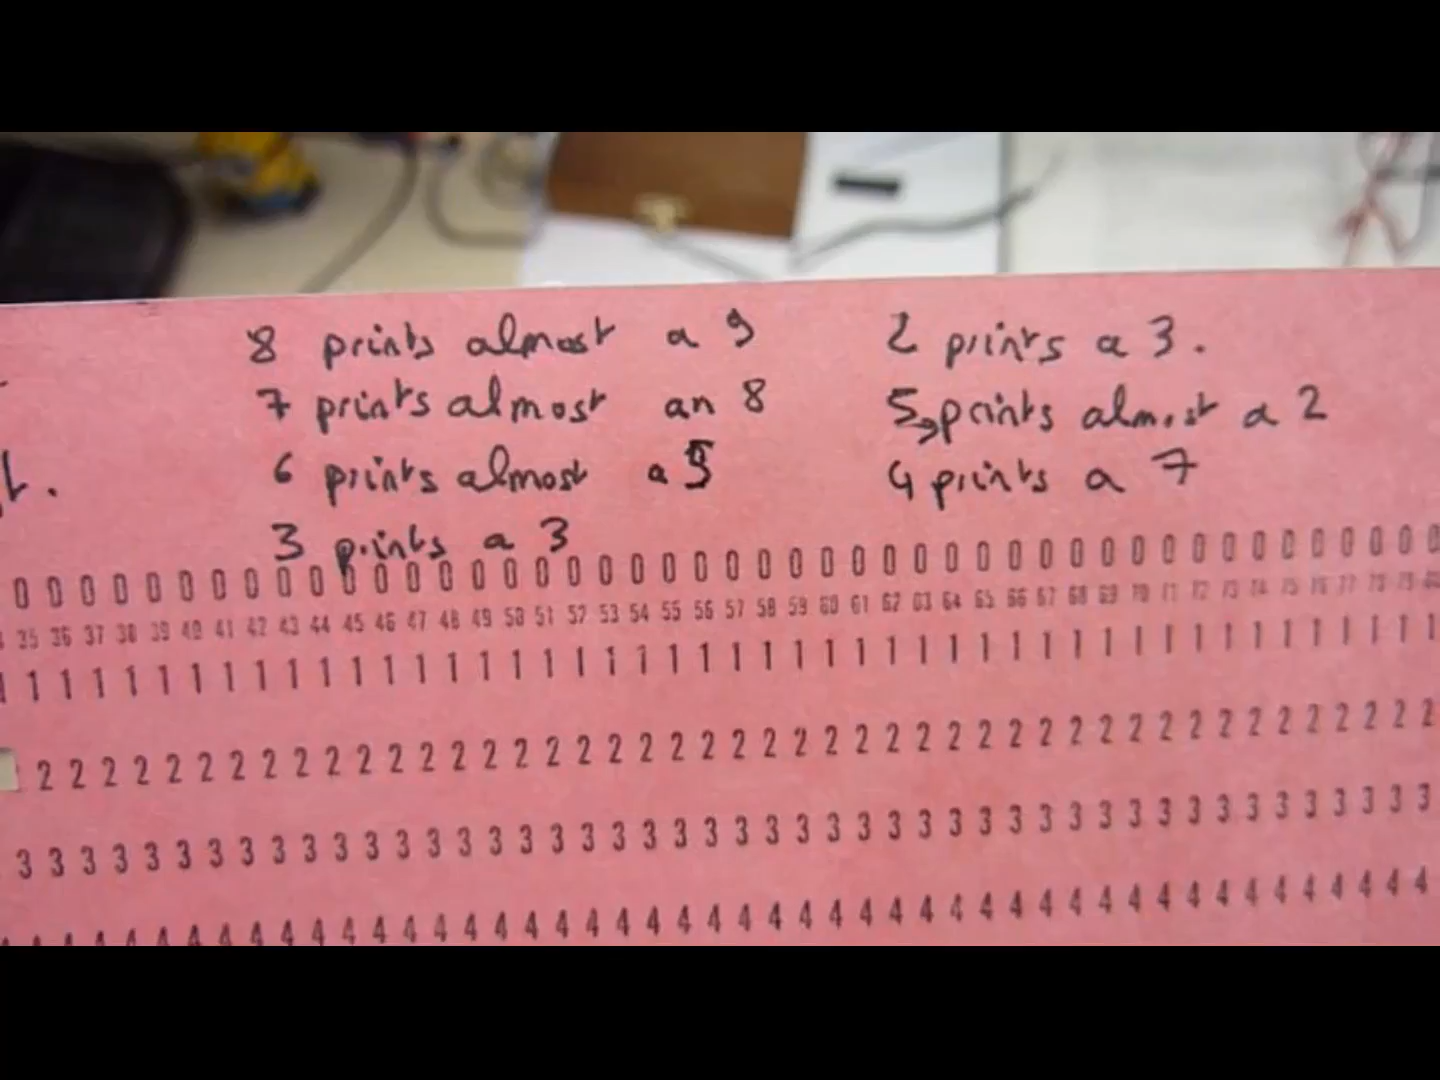 8 prints almost a 9
7 prints almost an 8
6 prints almost a 5
3 prints a 3
2 prints a 3.
5 prints almost a 2
4 prints a 7
0 0 0 0 0 0 0 0 0 0 0 0 0 0 0 0 0 0 0 0 0 0 0 0 0 0 0 0 0 0 0 0 0 0 0 0 0 0 0 0 0 0 0 0 0 0
35 36 37 38 39 40 41 42 43 44 45 46 47 48 49 50 51 52 53 54 55 56 57 58 59 60 61 62 63 64 65 66 67 68 69 70 71 72 73 74 75 76 77 78 79 80
1 1 1 1 1 1 1 1 1 1 1 1 1 1 1 1 1 1 1 1 1 1 1 1 1 1 1 1 1 1 1 1 1 1 1 1 1 1 1 1 1 1 1 1 1 1
2 2 2 2 2 2 2 2 2 2 2 2 2 2 2 2 2 2 2 2 2 2 2 2 2 2 2 2 2 2 2 2 2 2 2 2 2 2 2 2 2 2 2 2 2
3 3 3 3 3 3 3 3 3 3 3 3 3 3 3 3 3 3 3 3 3 3 3 3 3 3 3 3 3 3 3 3 3 3 3 3 3 3 3 3 3 3 3 3 3 3
4 4 4 4 4 4 4 4 4 4 4 4 4 4 4 4 4 4 4 4 4 4 4 4 4 4 4 4 4 4 4 4 4 4 4 4 4 4 4 4 4 4 4 4 4 4